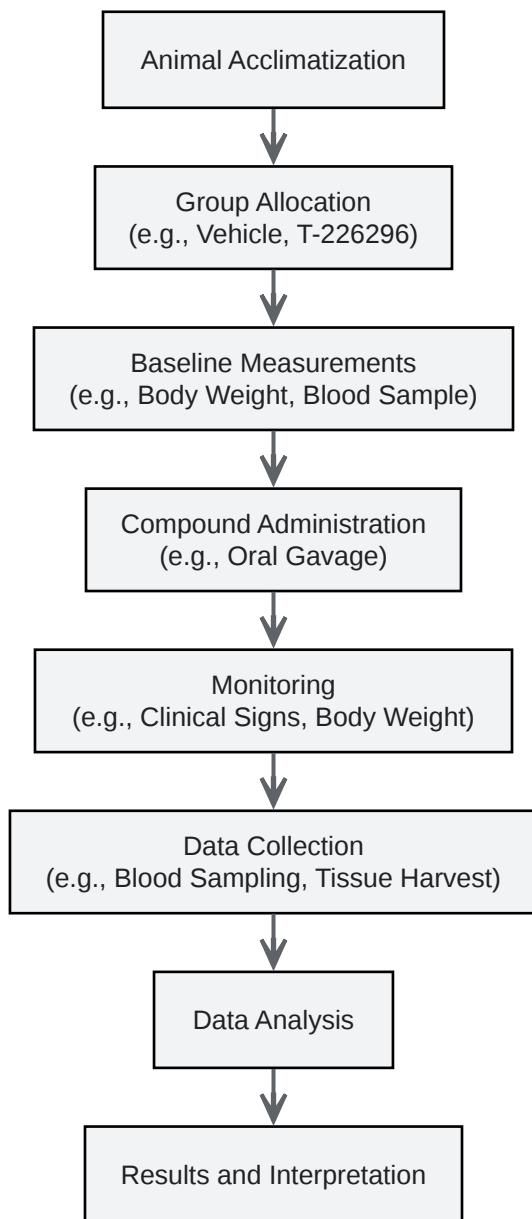 Animal Acclimatization
Group Allocation
(e.g., Vehicle, T-226296)
Baseline Measurements
(e.g., Body Weight, Blood Sample)
Compound Administration
(e.g., Oral Gavage)
Monitoring
(e.g., Clinical Signs, Body Weight)
Data Collection
(e.g., Blood Sampling, Tissue Harvest)
Data Analysis
Results and Interpretation